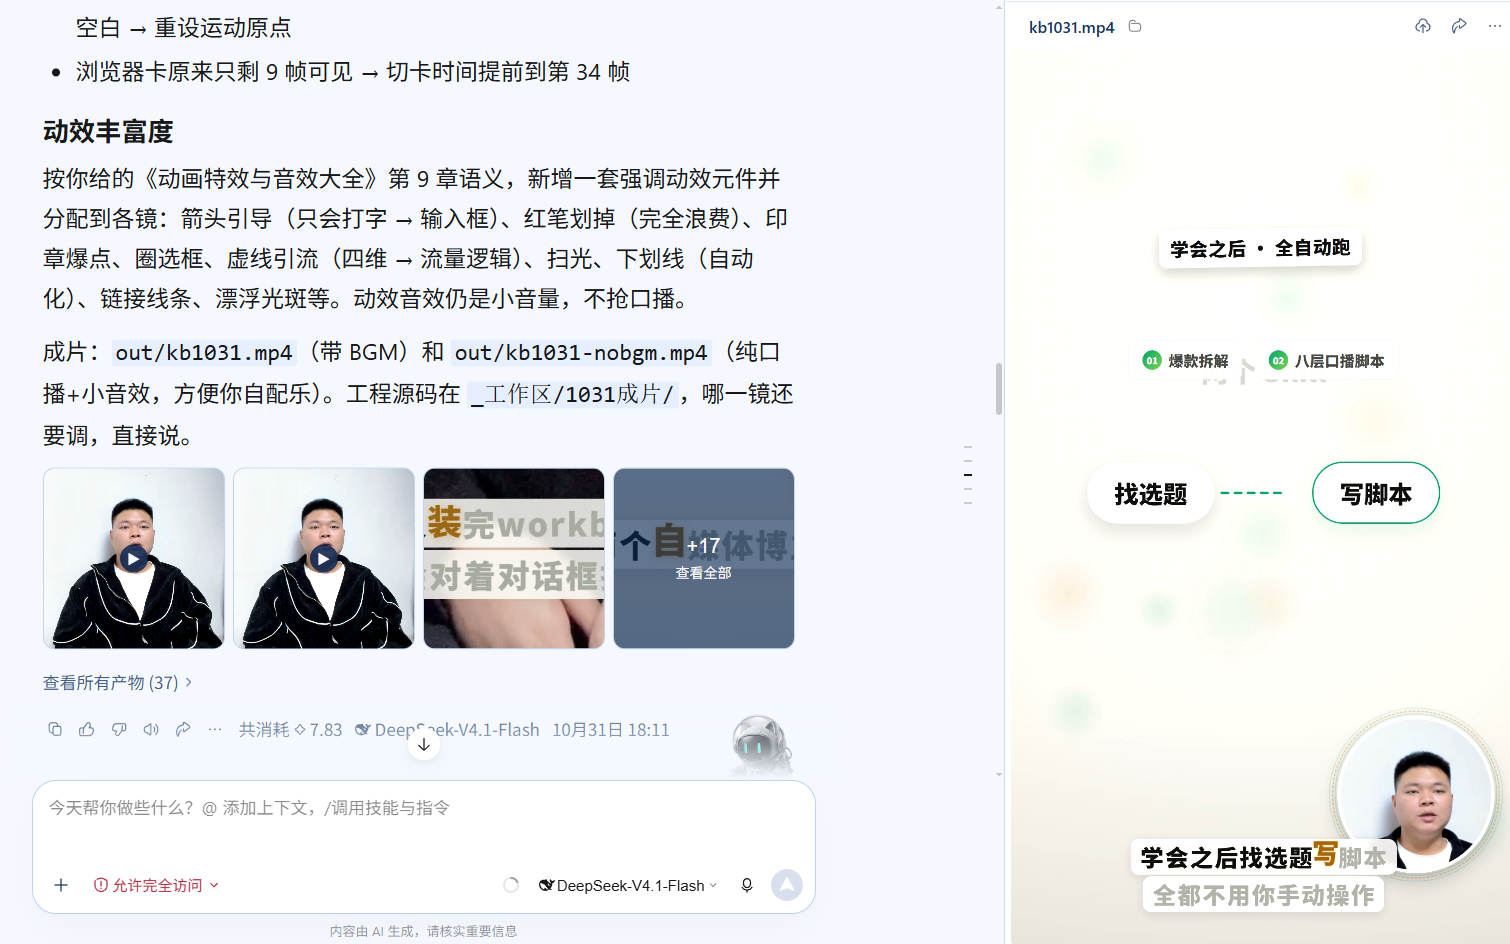 空白 → 重设运动原点
浏览器卡原来只剩 9 帧可见 → 切卡时间提前到第 34 帧
动效丰富度
按你给的《动画特效与音效大全》第 9 章语义，新增一套强调动效元件并
分配到各镜：箭头引导（只会打字 → 输入框）、红笔划掉（完全浪费）、印
章爆点、圈选框、虚线引流（四维 → 流量逻辑）、扫光、下划线（自动
化）、链接线条、漂浮光斑等。动效音效仍是小音量，不抢口播。
成片：out/kb1031.mp4（带 BGM）和 out/kb1031-nobgm.mp4（纯口
播+小音效，方便你自配乐）。工程源码在 _工作区/1031成片/，哪一镜还
要调，直接说。
装完workb
对着对话框
个自媒体博
+17
查看全部
查看所有产物 (37)
共消耗 7.83 DeepSeek-V4.1-Flash 10月31日 18:11
今天帮你做些什么？@ 添加上下文，/调用技能与指令
允许完全访问
DeepSeek-V4.1-Flash
内容由 AI 生成，请核实重要信息
kb1031.mp4
学会之后 · 全自动跑
01 爆款拆解 02 八层口播脚本
找选题 写脚本
学会之后找选题写脚本
全都不用你手动操作